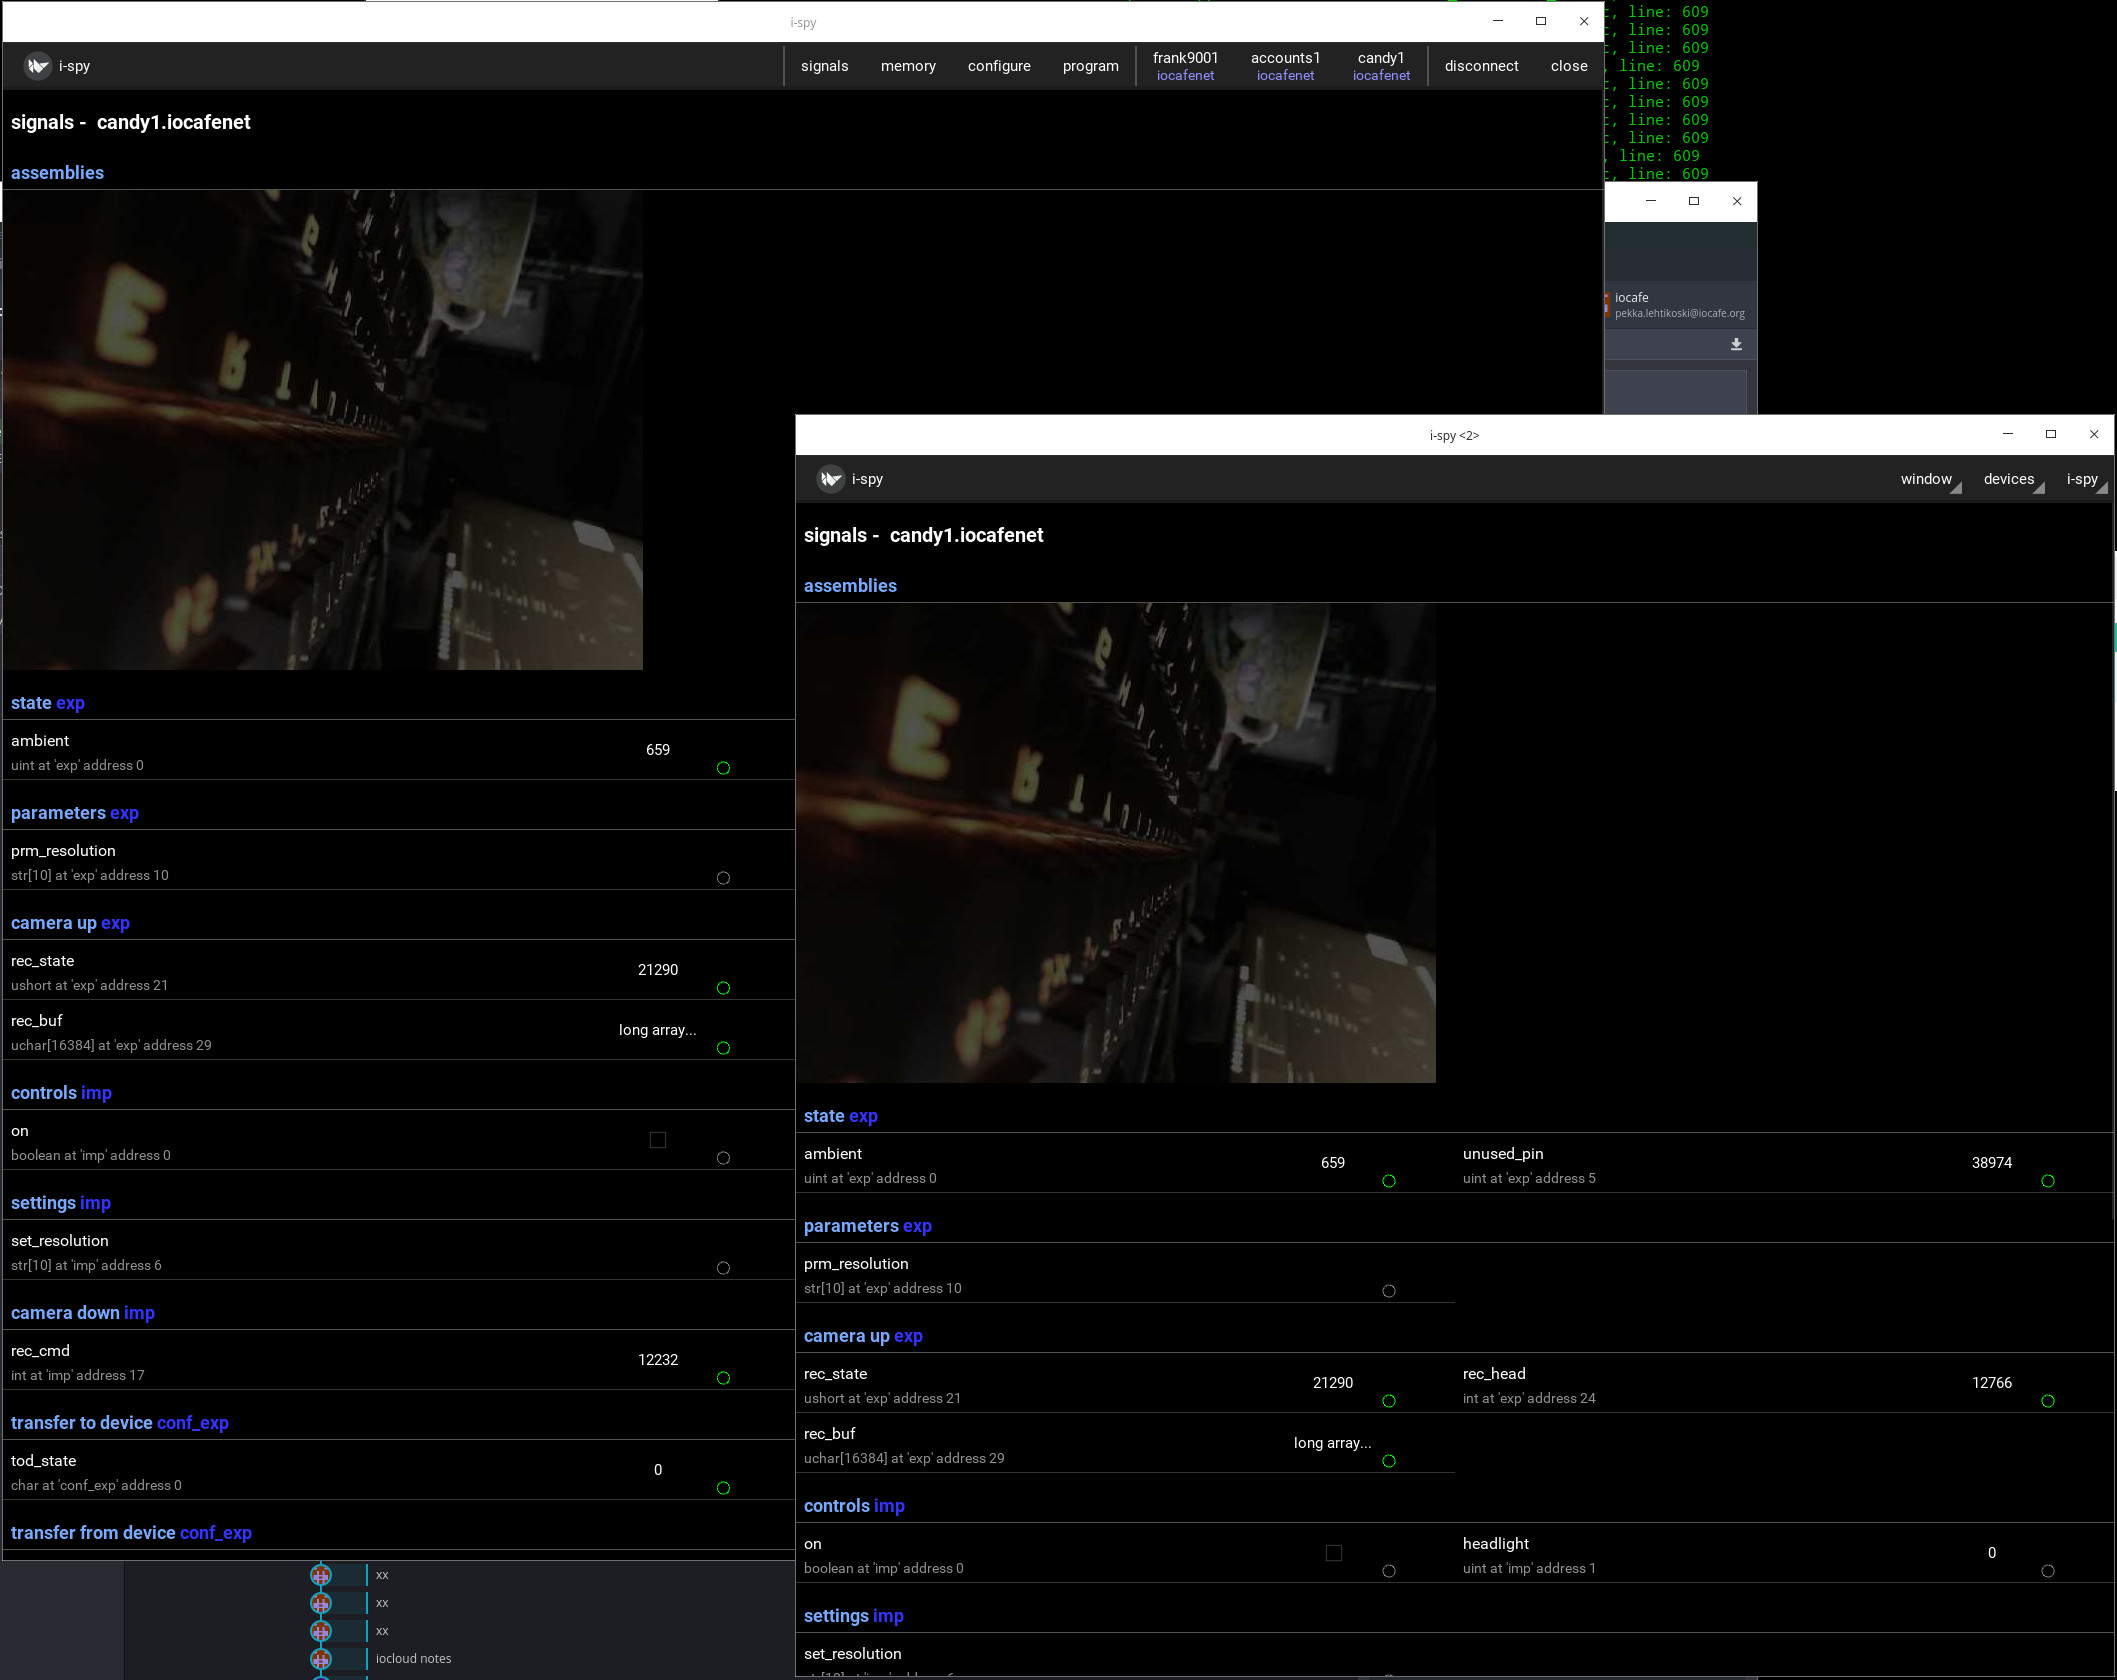 i-spy
i-spy
signals
memory
configure
program
frank9001
iocafenet
accounts1
iocafenet
candy1
iocafenet
disconnect
close
signals - candy1.iocafenet
assemblies
E
state exp
ambient
659
uint at 'exp' address 0
parameters exp
prm_resolution
str[10] at 'exp' address 10
camera up exp
rec_state
21290
ushort at 'exp' address 21
rec_buf
long array...
uchar[16384] at 'exp' address 29
controls imp
on
boolean at 'imp' address 0
settings imp
set_resolution
str[10] at 'imp' address 6
camera down imp
rec_cmd
12232
int at 'imp' address 17
transfer to device conf_exp
tod_state
0
char at 'conf_exp' address 0
transfer from device conf_exp
xx
xx
xx
iocloud notes
c, line: 609
c, line: 609
c, line: 609
, line: 609
c, line: 609
c, line: 609
c, line: 609
c, line: 609
, line: 609
c, line: 609
iocafe
pekka.lehtikoski@iocafe.org
i-spy <2>
i-spy
window
devices
i-spy
signals - candy1.iocafenet
assemblies
E
state exp
ambient
659
uint at 'exp' address 0
unused_pin
38974
uint at 'exp' address 5
parameters exp
prm_resolution
str[10] at 'exp' address 10
camera up exp
rec_state
21290
ushort at 'exp' address 21
rec_head
12766
int at 'exp' address 24
rec_buf
long array...
uchar[16384] at 'exp' address 29
controls imp
on
boolean at 'imp' address 0
headlight
0
uint at 'imp' address 1
settings imp
set_resolution